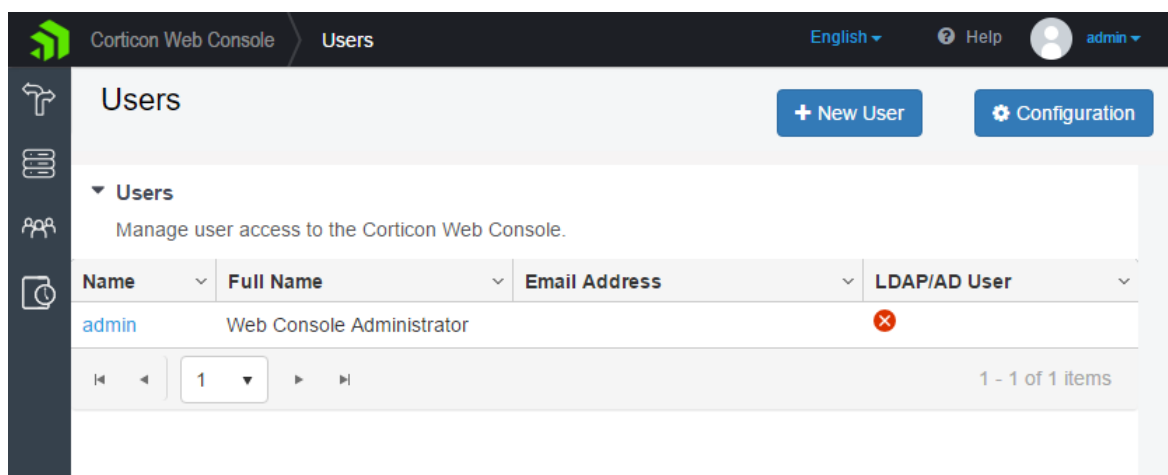 Corticon Web Console Users English Help admin
Users
+ New User Configuration
Users
Manage user access to the Corticon Web Console.
Name Full Name Email Address LDAP/AD User
admin Web Console Administrator
1 1 - 1 of 1 items